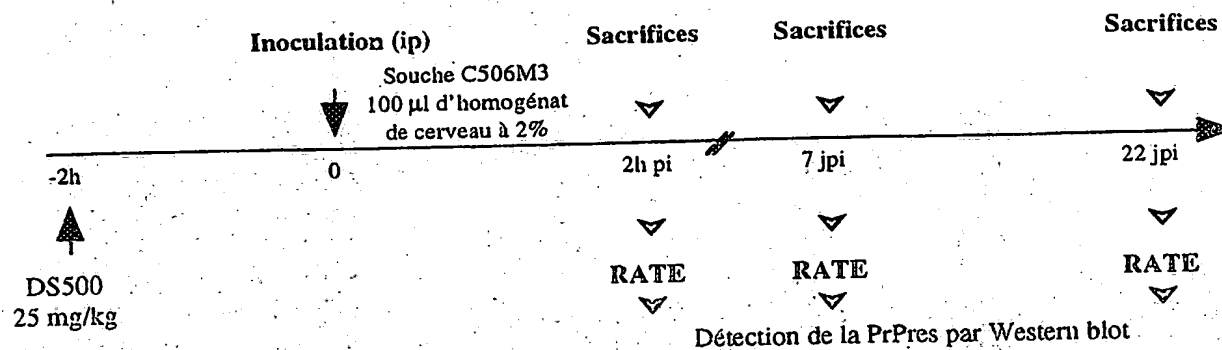 Inoculation (ip)
Sacrifices
Sacrifices
Sacrifices
Souche C506M3
100 µl d'homogénat
de cerveau à 2%
-2h
0
2h pi
7 jpi
22 jpi
DS500
25 mg/kg
RATE
RATE
RATE
Détection de la PrPres par Western blot